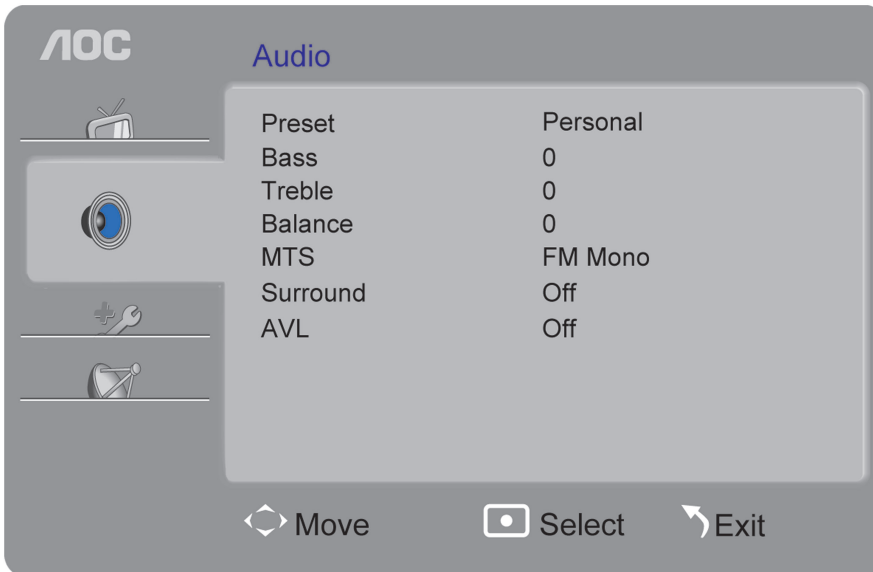 AOC
Audio
Preset Personal
Bass 0
Treble 0
Balance 0
MTS FM Mono
Surround Off
AVL Off
Move Select Exit